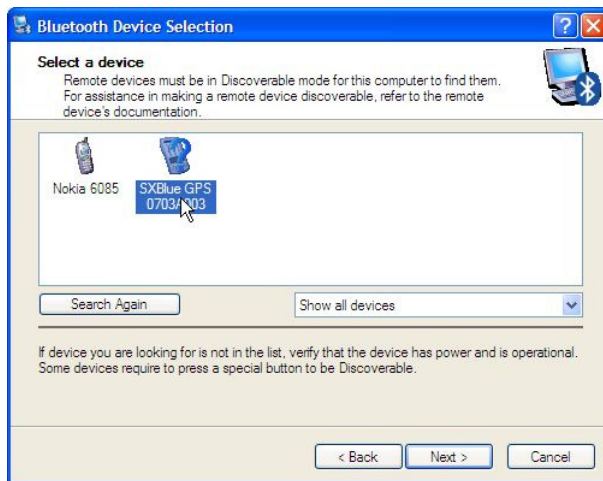 Bluetooth Device Selection
Select a device
Remote devices must be in Discoverable mode for this computer to find them.
For assistance in making a remote device discoverable, refer to the remote
device's documentation.
Nokia 6085
SXBlue GPS
0703A003
Search Again
Show all devices
If device you are looking for is not in the list, verify that the device has power and is operational.
Some devices require to press a special button to be Discoverable.
< Back
Next >
Cancel